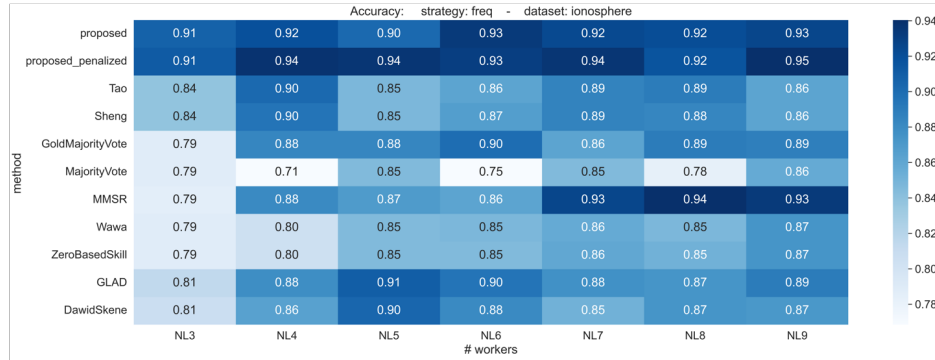 Accuracy: strategy: freq - dataset: ionosphere
method
proposed 0.91 0.92 0.90 0.93 0.92 0.92 0.93
proposed_penalized 0.91 0.94 0.94 0.93 0.94 0.92 0.95
Tao 0.84 0.90 0.85 0.86 0.89 0.89 0.86
Sheng 0.84 0.90 0.85 0.87 0.89 0.88 0.86
GoldMajorityVote 0.79 0.88 0.88 0.90 0.86 0.89 0.89
MajorityVote 0.79 0.71 0.85 0.75 0.85 0.78 0.86
MMSR 0.79 0.88 0.87 0.86 0.93 0.94 0.93
Wawa 0.79 0.80 0.85 0.85 0.86 0.85 0.87
ZeroBasedSkill 0.79 0.80 0.85 0.85 0.86 0.85 0.87
GLAD 0.81 0.88 0.91 0.90 0.88 0.87 0.89
DawidSkene 0.81 0.86 0.90 0.88 0.85 0.87 0.87
NL3 NL4 NL5 NL6 NL7 NL8 NL9
# workers
0.94
0.92
0.90
0.88
0.86
0.84
0.82
0.80
0.78